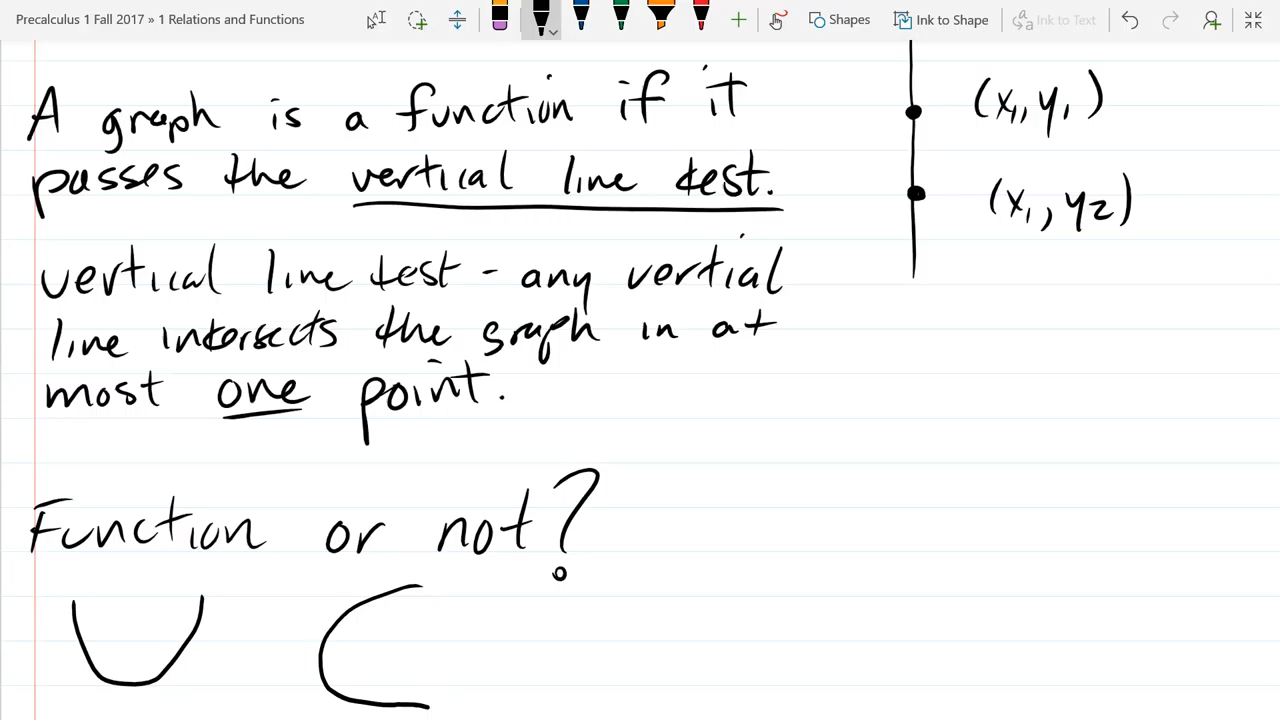 Precalculus 1 Fall 2017 » 1 Relations and Functions
Shapes
Ink to Shape
Ink to Text
A graph is a function if it
passes the vertical line test.
vertical line test - any vertial
line intersects the graph in at
most one point.
(x₁, y₁)
(x₁, y₂)
Function or not?